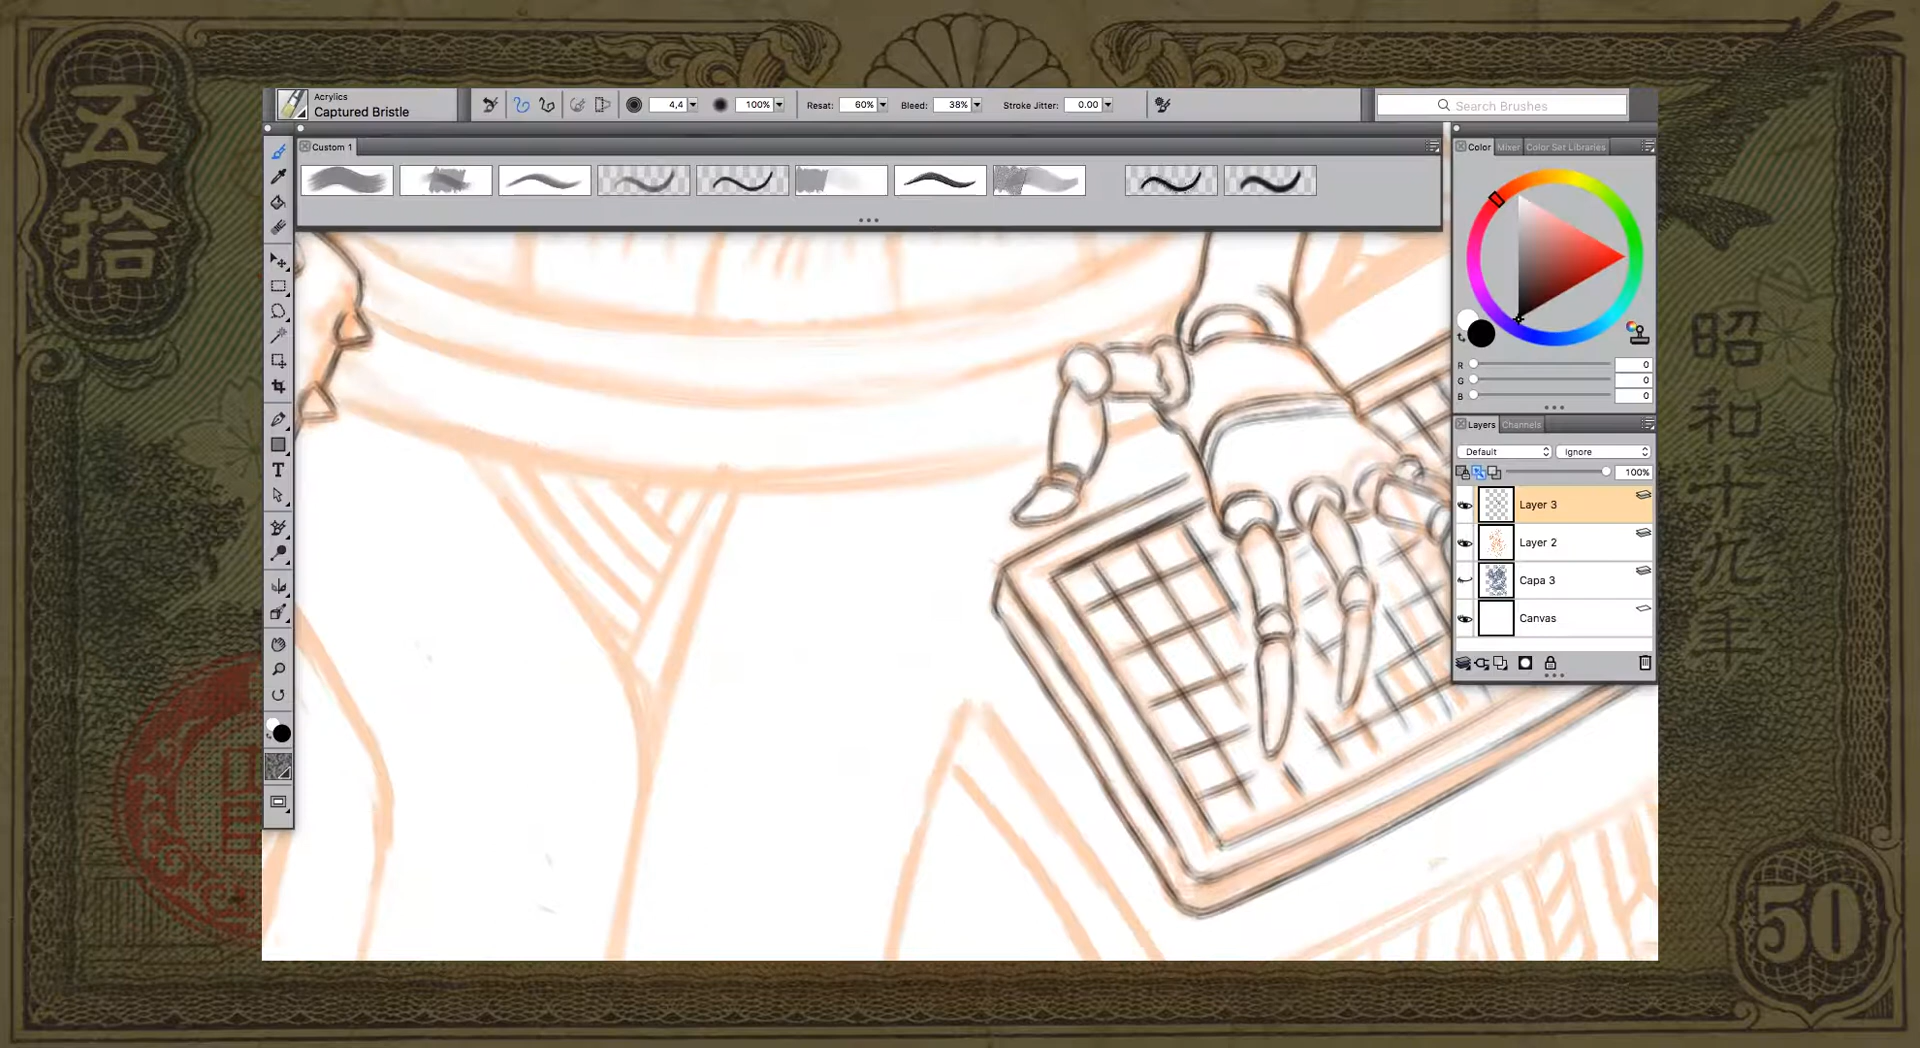 五拾
昭和十九年
50
Acrylics
Captured Bristle
4,4
100%
Resat: 60%
Bleed: 38%
Stroke Jitter: 0.00
Search Brushes
Custom 1
Color
Mixer
Color Set Libraries
R 0
G 0
B 0
Layers
Channels
Default
Ignore
100%
Layer 3
Layer 2
Capa 3
Canvas
T